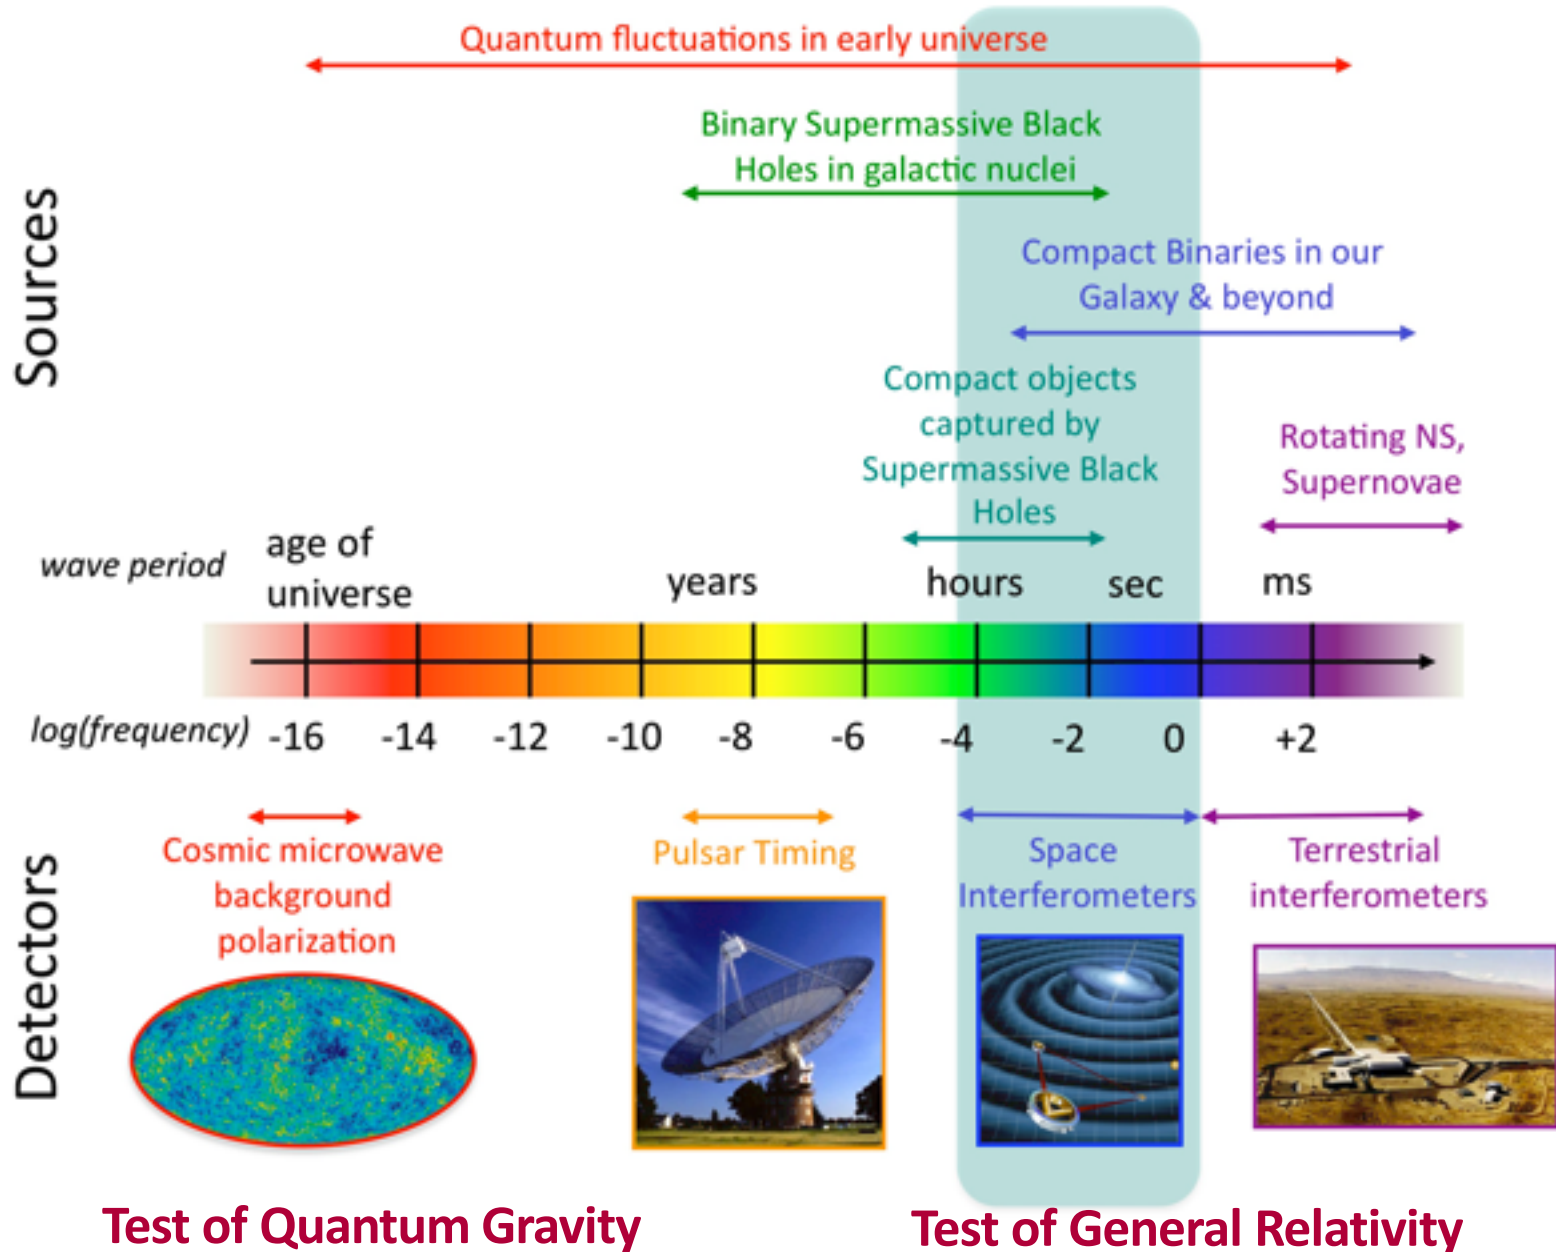 Quantum fluctuations in early universe
Binary Supermassive Black
Holes in galactic nuclei
Compact Binaries in our
Galaxy & beyond
Compact objects
captured by
Supermassive Black
Holes
Rotating NS,
Supernovae
Sources
wave period
age of
universe
years
hours
sec
ms
log(frequency)
-16 -14 -12 -10 -8 -6 -4 -2 0 +2
Detectors
Cosmic microwave
background
polarization
Pulsar Timing
Space
Interferometers
Terrestrial
interferometers
Test of Quantum Gravity
Test of General Relativity